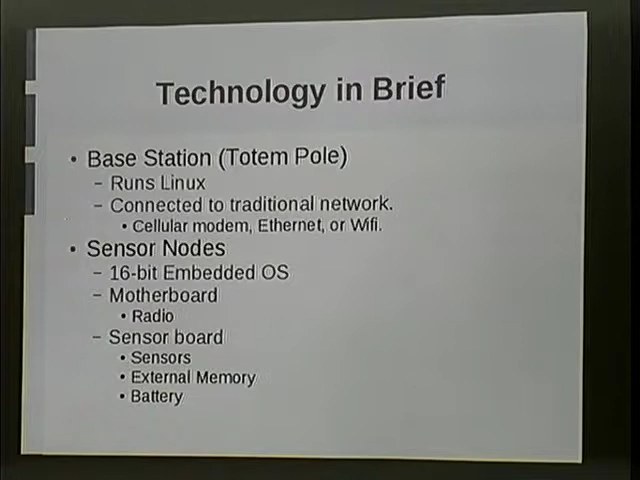 Technology in Brief
• Base Station (Totem Pole)
– Runs Linux
– Connected to traditional network.
• Cellular modem, Ethernet, or Wifi.
• Sensor Nodes
– 16-bit Embedded OS
– Motherboard
• Radio
– Sensor board
• Sensors
• External Memory
• Battery